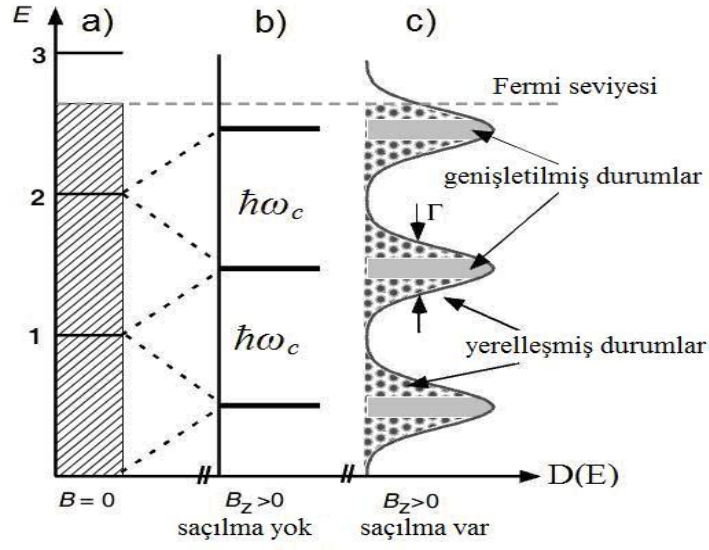 E
a)
b)
c)
3
2
1
Fermi seviyesi
genişletilmiş durumlar
ħω_c
Γ
ħω_c
yerelleşmiş durumlar
D(E)
B = 0
B_z>0
saçılma yok
B_z>0
saçılma var